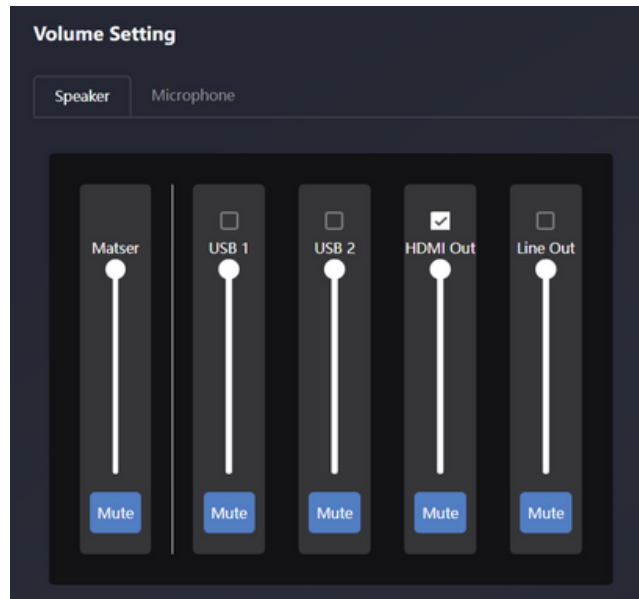 Volume Setting
Speaker Microphone
Matser USB 1 USB 2 HDMI Out Line Out
Mute Mute Mute Mute Mute